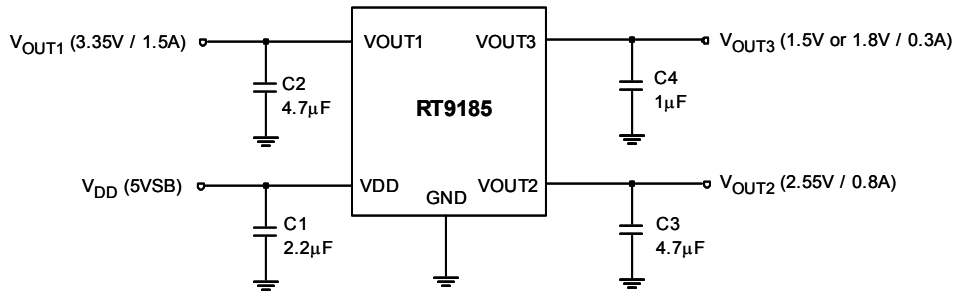 VOUT1 (3.35V / 1.5A)
VOUT1
VOUT3
VOUT3 (1.5V or 1.8V / 0.3A)
C2
4.7µF
C4
1µF
RT9185
VDD (5VSB)
VDD
VOUT2
VOUT2 (2.55V / 0.8A)
GND
C1
2.2µF
C3
4.7µF